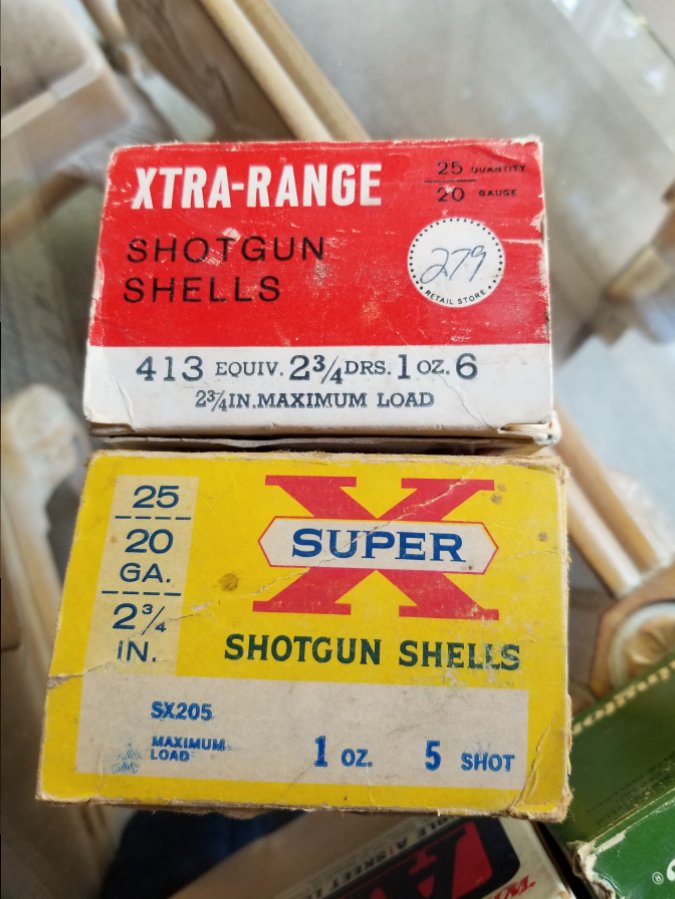 XTRA-RANGE
25 QUANTITY
20 GAUGE
SHOTGUN
SHELLS
279
RETAIL STORE
413 EQUIV. 2¾ DRS. 1 OZ. 6
2¾ IN. MAXIMUM LOAD
25
20
GA.
2¾
IN.
X
SUPER
SHOTGUN SHELLS
SX205
MAXIMUM
LOAD
1 OZ. 5 SHOT